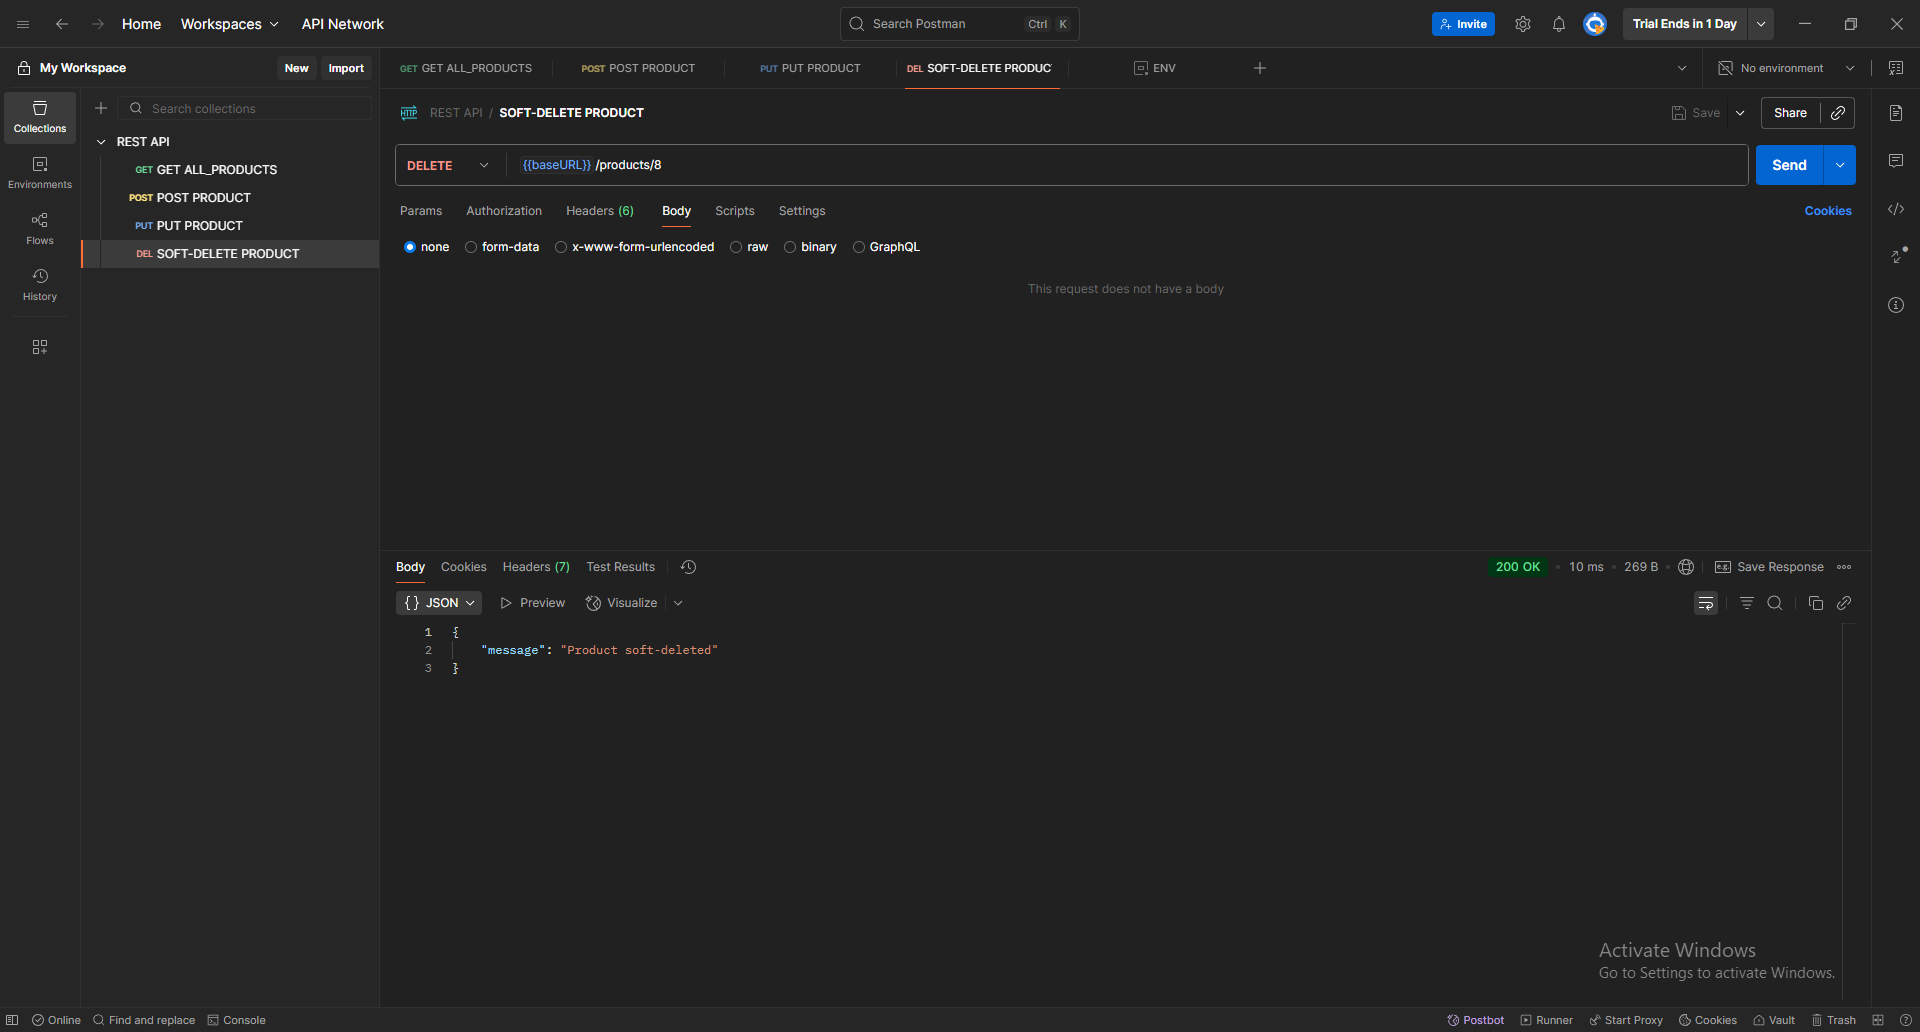 Home Workspaces API Network Search Postman Ctrl K Invite Trial Ends in 1 Day
My Workspace New Import GET GET ALL_PRODUCTS POST POST PRODUCT PUT PUT PRODUCT DEL SOFT-DELETE PRODUC ENV No environment
Collections
Environments
Flows
History
Search collections
REST API
GET GET ALL_PRODUCTS
POST POST PRODUCT
PUT PUT PRODUCT
DEL SOFT-DELETE PRODUCT
HTTP REST API / SOFT-DELETE PRODUCT Save Share
DELETE {{baseURL}} /products/8 Send
Params Authorization Headers (6) Body Scripts Settings Cookies
none form-data x-www-form-urlencoded raw binary GraphQL
This request does not have a body
Body Cookies Headers (7) Test Results 200 OK • 10 ms • 269 B • e.g. Save Response
{} JSON Preview Visualize
1 {
2 "message": "Product soft-deleted"
3 }
Activate Windows
Go to Settings to activate Windows.
Online Find and replace Console Postbot Runner Start Proxy Cookies Vault Trash